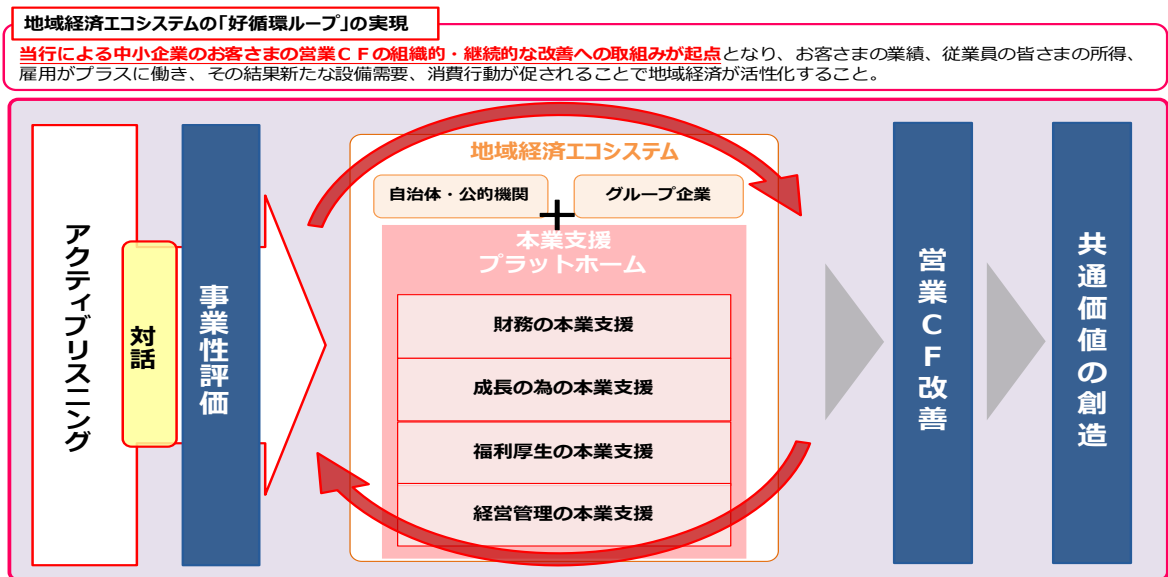 地域経済エコシステムの「好循環ループ」の実現
当行による中小企業のお客さまの営業ＣＦの組織的・継続的な改善への取組みが起点となり、お客さまの業績、従業員の皆さまの所得、
雇用がプラスに働き、その結果新たな設備需要、消費行動が促されることで地域経済が活性化すること。
アクティブリスニング
対話
事業性評価
地域経済エコシステム
自治体・公的機関
＋
グループ企業
本業支援
プラットホーム
財務の本業支援
成長の為の本業支援
福利厚生の本業支援
経営管理の本業支援
営業ＣＦ改善
共通価値の創造